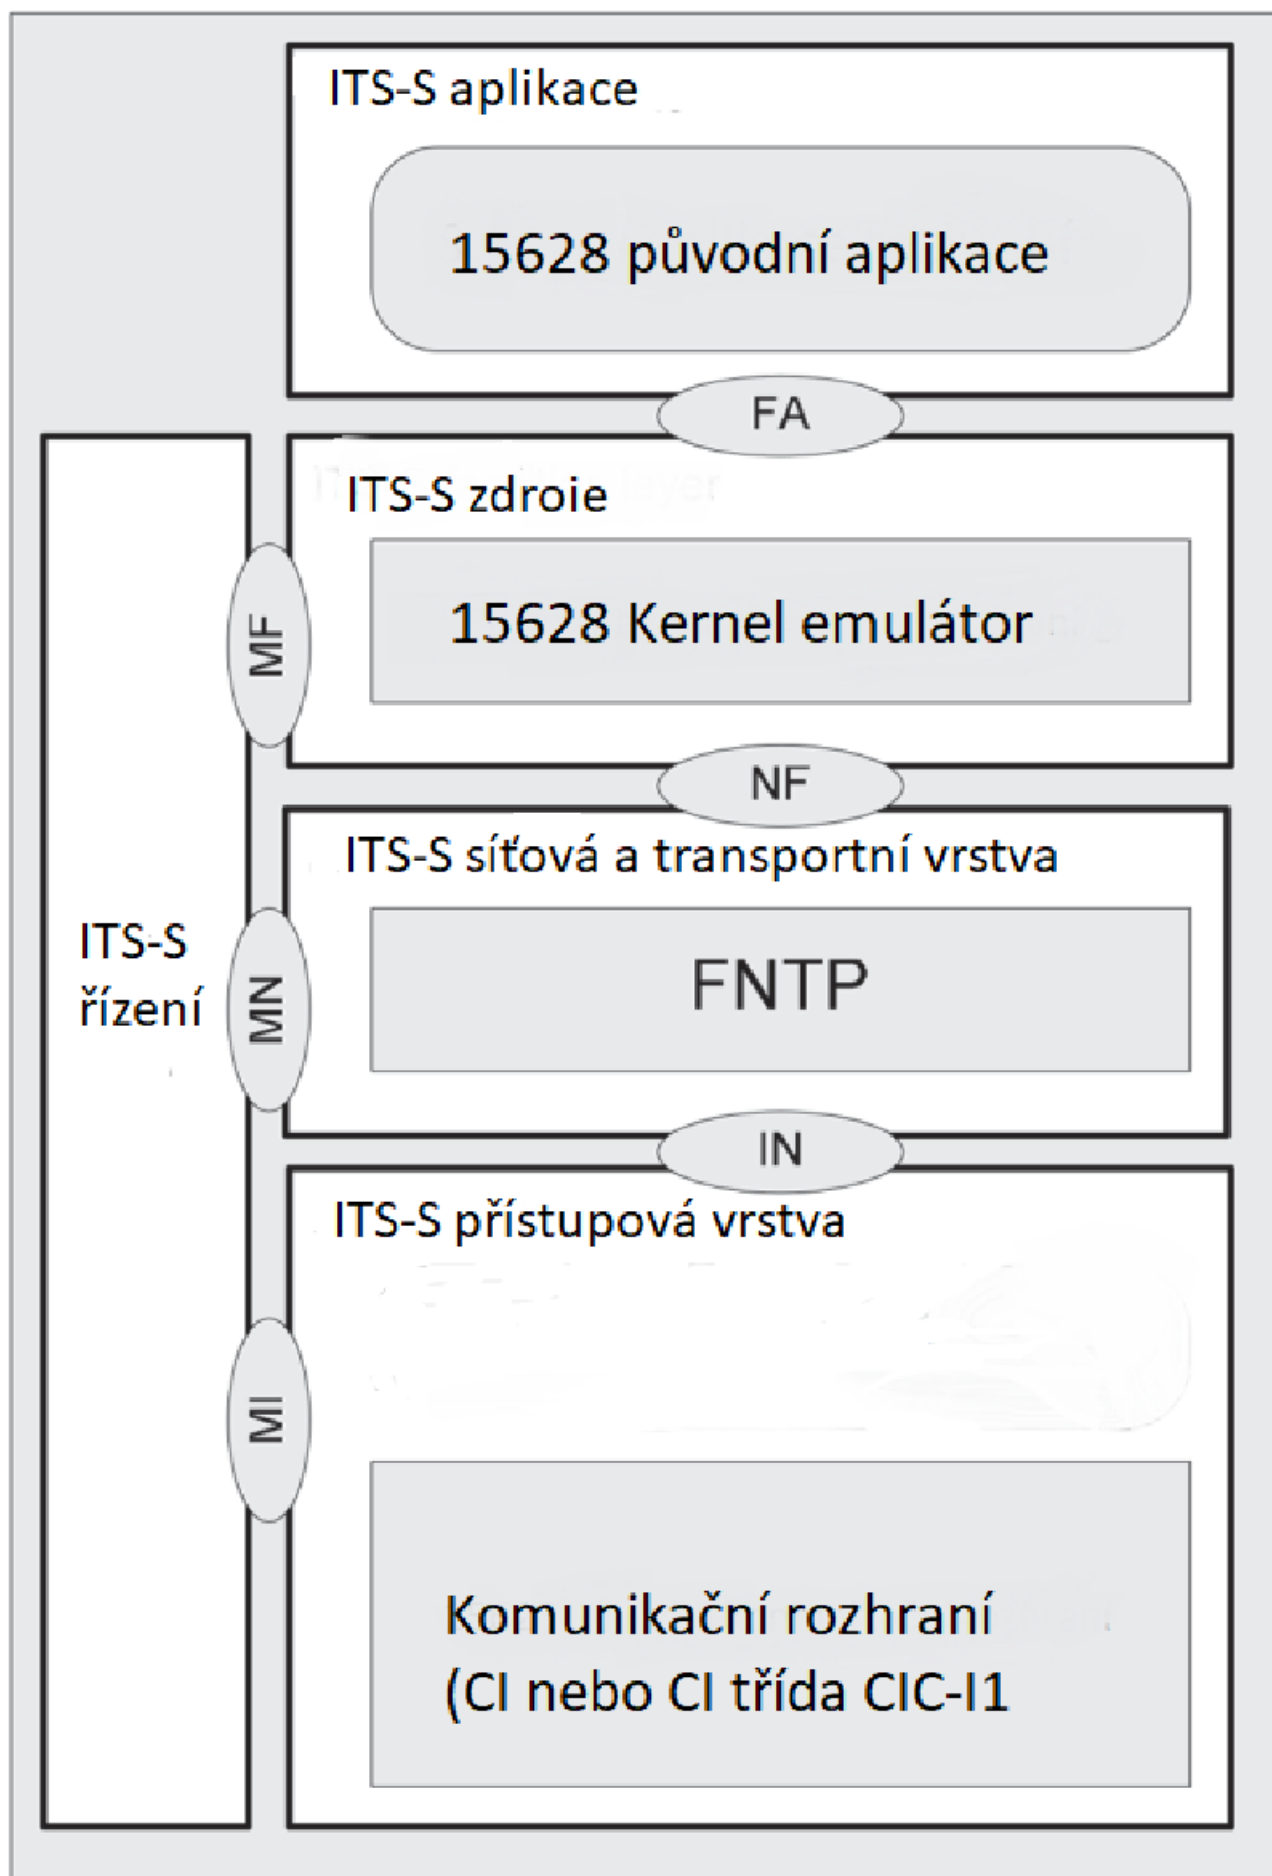 ITS-S aplikace
15628 původní aplikace
FA
ITS-S zdroie
15628 Kernel emulátor
MF
NF
ITS-S síťová a transportní vrstva
FNTP
ITS-S
řízení
MN
IN
ITS-S přístupová vrstva
MI
Komunikační rozhraní
(CI nebo CI třída CIC-I1